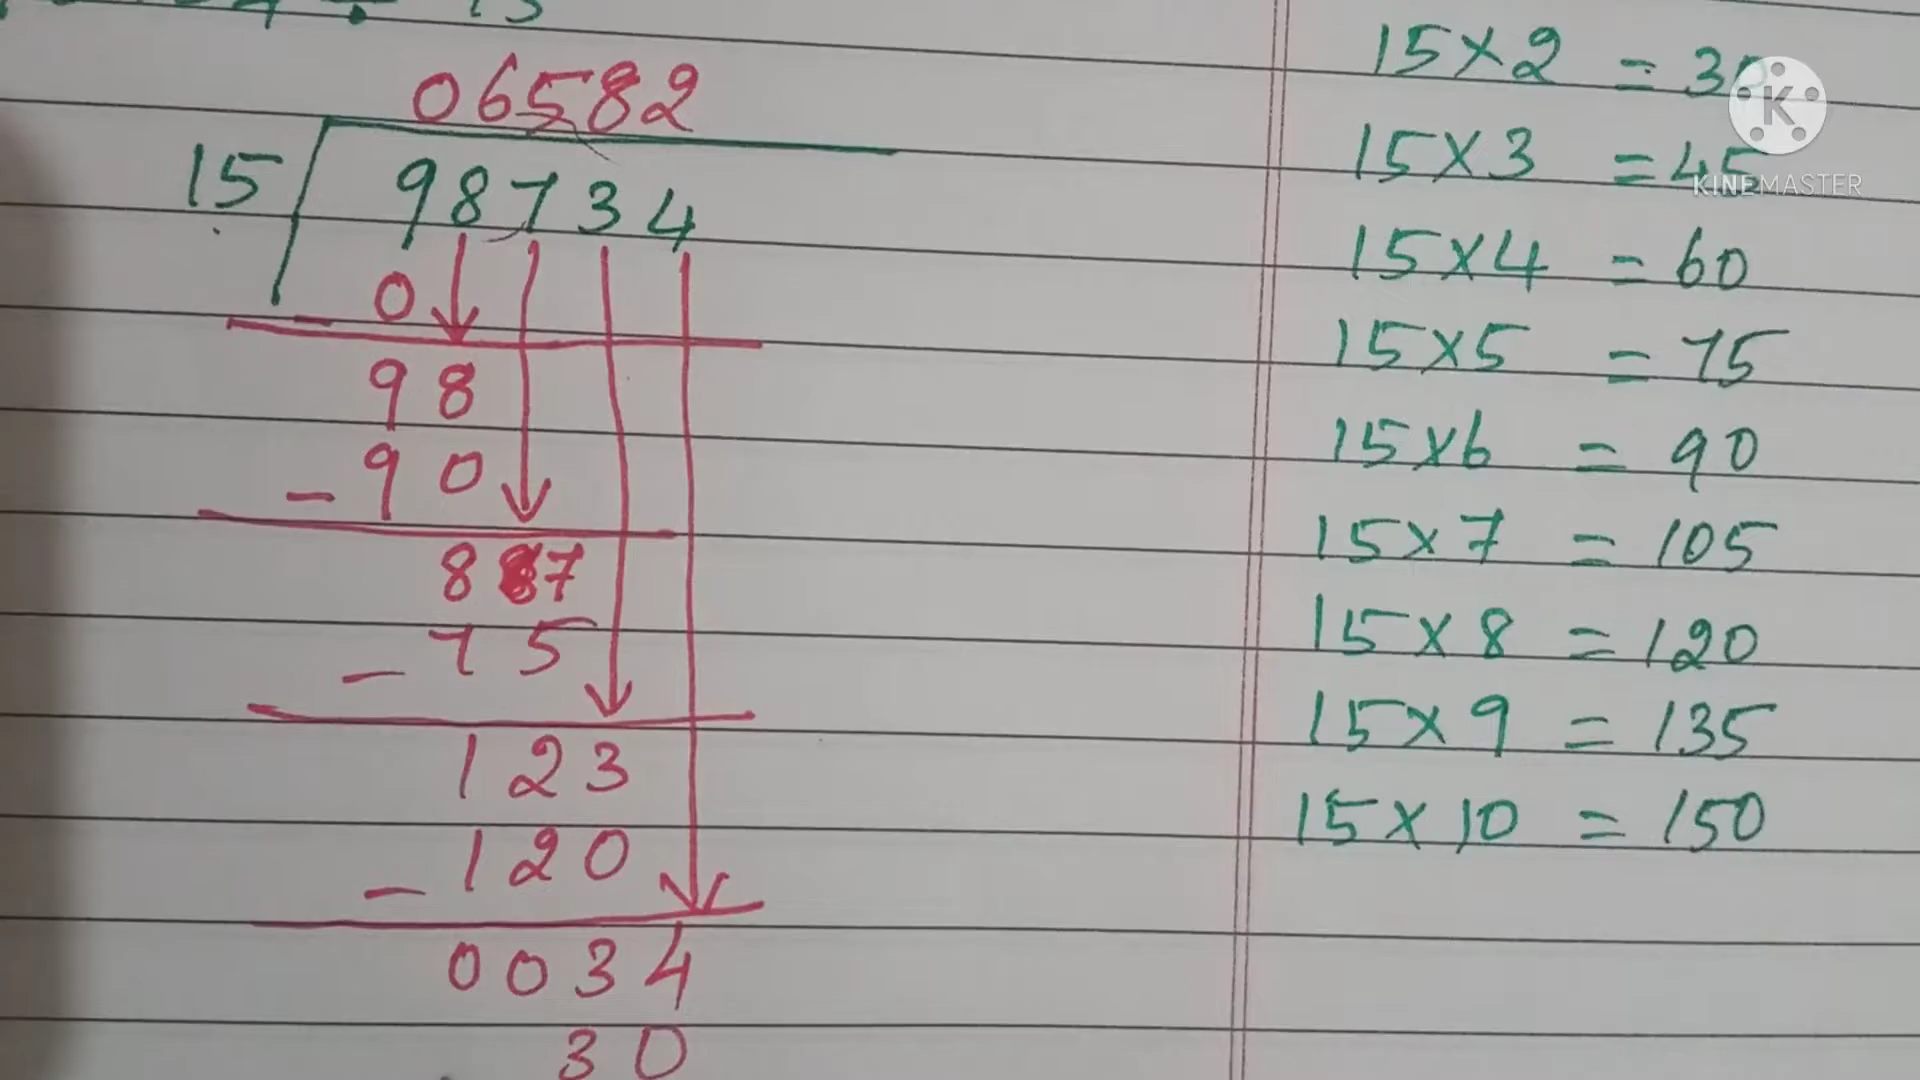 15
06582
15 98734
0
98
- 90
887
- 75
123
- 120
0034
30
15×2 = 30
15×3 = 45
15×4 = 60
15×5 = 75
15×6 = 90
15×7 = 105
15×8 = 120
15×9 = 135
15×10 = 150
K
KINEMASTER